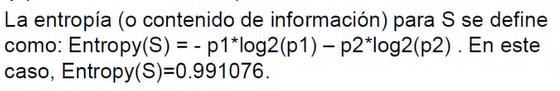 La entropía (o contenido de información) para S se define
como: Entropy(S) = - p1*log2(p1) – p2*log2(p2) . En este
caso, Entropy(S)=0.991076.